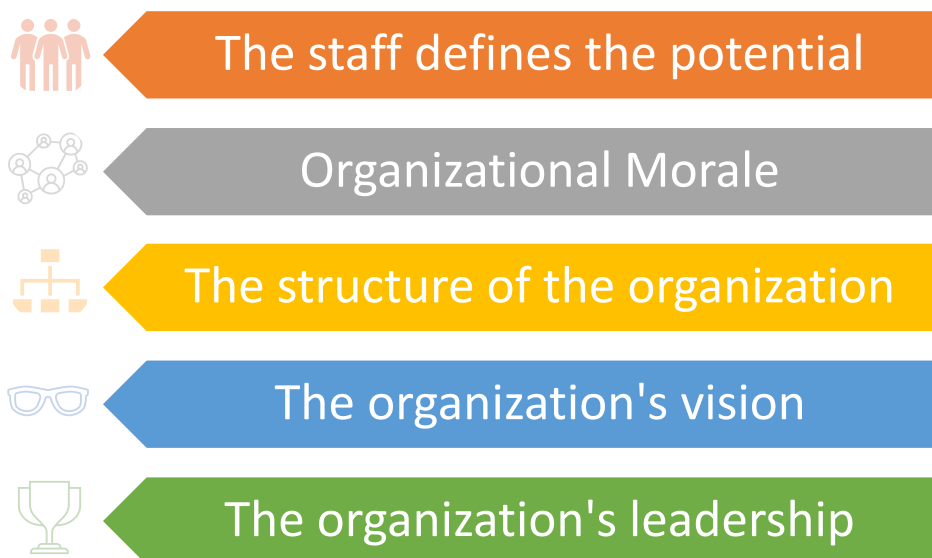 The staff defines the potential
Organizational Morale
The structure of the organization
The organization's vision
The organization's leadership